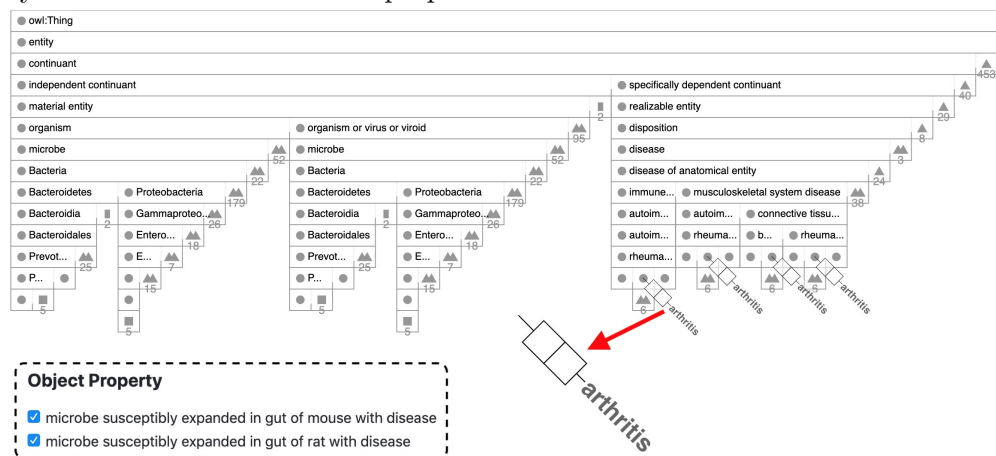 owl:Thing
entity
continuant
453
independent continuant specifically dependent continuant
40
material entity realizable entity
2 29
organism organism or virus or viroid disposition
95 8
microbe microbe disease
52 52 3
Bacteria Bacteria disease of anatomical entity
22 22 24
Bacteroidetes Proteobacteria Bacteroidetes Proteobacteria immune... musculoskeletal system disease
179 179 38
Bacteroidia Gammaproteo... Bacteroidia Gammaproteo... autoim... autoim... connective tissu...
2 26 2 26
Bacteroidales Entero... Bacteroidales Entero... autoim... rheuma... b... rheuma...
18 18
Prevot... E... Prevot... E... rheuma...
25 7 25 7
P... P...
15 15 6 6 6
arthritis arthritis arthritis
5 5 6
arthritis
5 5
arthritis
Object Property
microbe susceptibly expanded in gut of mouse with disease
microbe susceptibly expanded in gut of rat with disease